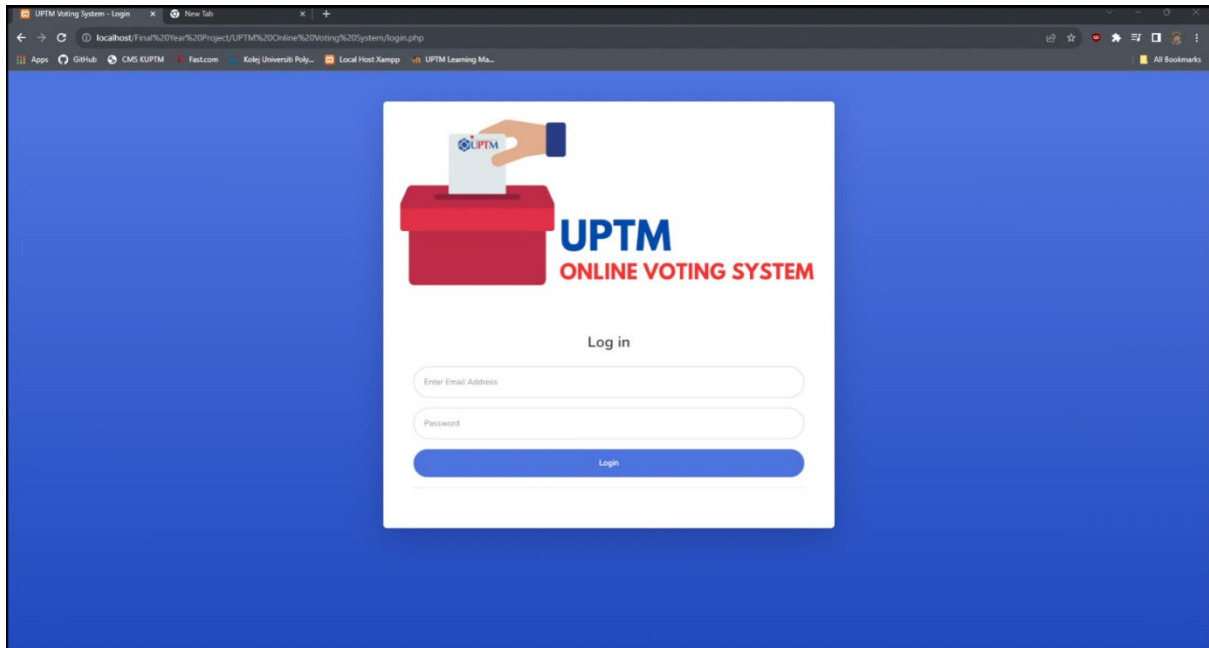 UPTM Voting System - Login
New Tab
localhost/Final%20Year%20Project/UPTM%20Online%20Voting%20System/login.php
Apps GitHub CMS KUPTM Fast.com Kolej Universiti Poly... Local Host Xampp UPTM Learning Ma... All Bookmarks
UPTM
UPTM
ONLINE VOTING SYSTEM
Log in
Enter Email Address
Password
Login